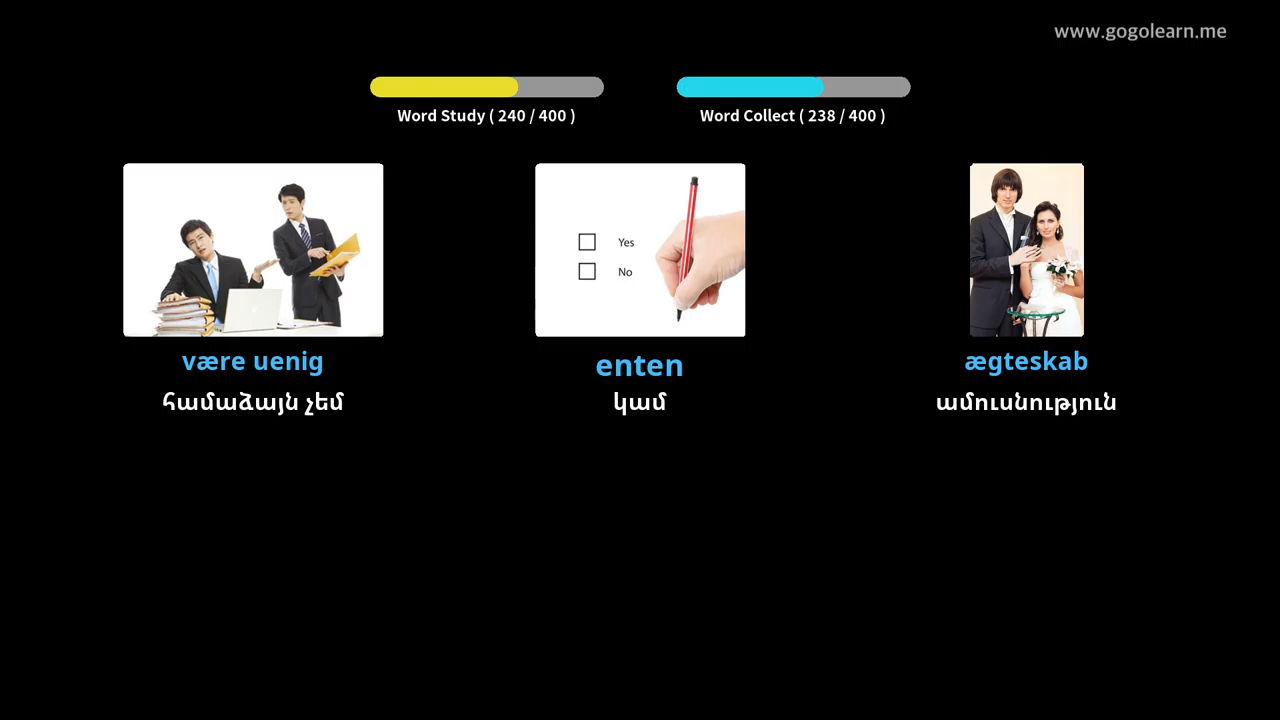 www.gogolearn.me
Word Study ( 240 / 400 )
Word Collect ( 238 / 400 )
Yes
No
være uenig
enten
ægteskab
համաձայն չեմ
կամ
ամուսնություն